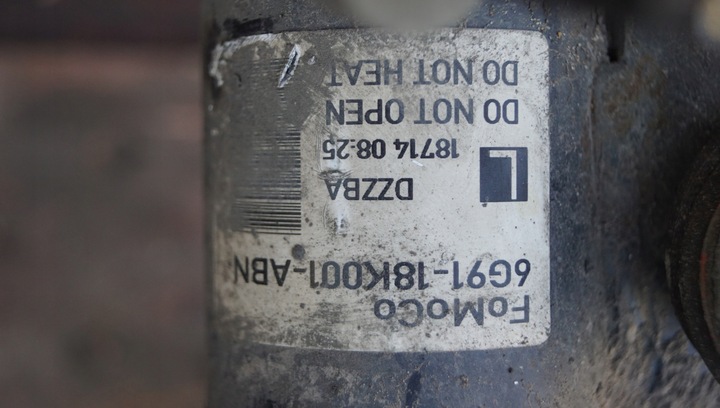 FoMoCo
6G91-18K001-ABN
DZZBA
L
18714 08:25
DO NOT OPEN
DO NOT HEAT